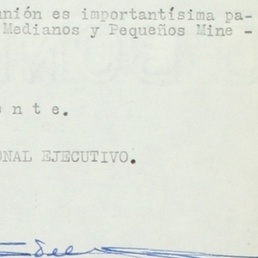 unión es importantísima pa-
Medianos y Pequeños Mine -
e n t e.
ONAL EJECUTIVO.